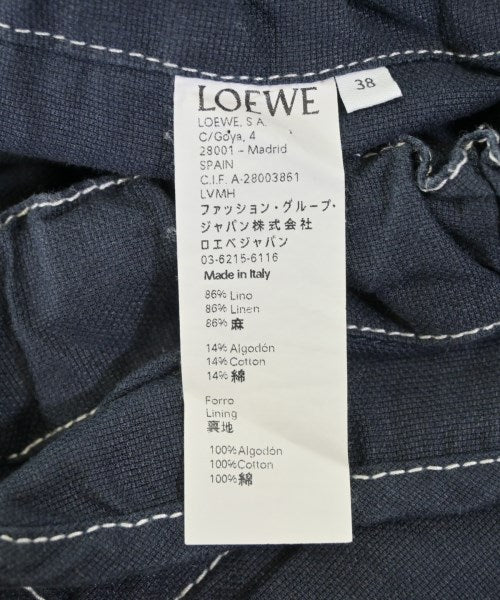 LOEWE
38
LOEWE, S.A.
C/Goya, 4
28001 - Madrid
SPAIN
C.I.F. A-28003861
LVMH
ファッション・グループ・
ジャパン株式会社
ロエベジャパン
03-6215-6116
Made in Italy
86% Lino
86% Linen
86% 麻
14% Algodón
14% Cotton
14% 綿
Forro
Lining
裏地
100% Algodón
100% Cotton
100% 綿